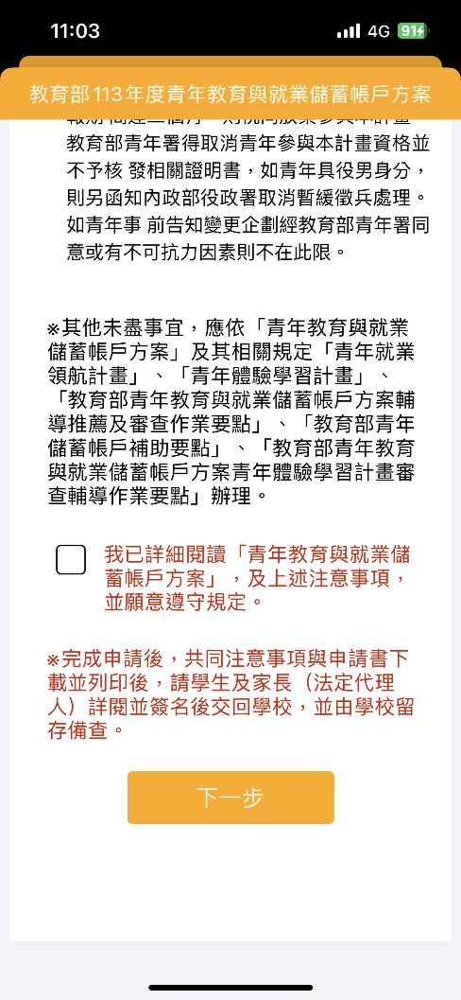 11:03
4G
91
教育部113年度青年教育與就業儲蓄帳戶方案
教育部青年署得取消青年參與本計畫資格並
不予核 發相關證明書，如青年具役男身分，
則另函知內政部役政署取消暫緩徵兵處理。
如青年事 前告知變更企劃經教育部青年署同
意或有不可抗力因素則不在此限。
※其他未盡事宜，應依「青年教育與就業
儲蓄帳戶方案」及其相關規定「青年就業
領航計畫」、「青年體驗學習計畫」、
「教育部青年教育與就業儲蓄帳戶方案輔
導推薦及審查作業要點」、「教育部青年
儲蓄帳戶補助要點」、「教育部青年教育
與就業儲蓄帳戶方案青年體驗學習計畫審
查輔導作業要點」辦理。
我已詳細閱讀「青年教育與就業儲
蓄帳戶方案」，及上述注意事項，
並願意遵守規定。
※完成申請後，共同注意事項與申請書下
載並列印後，請學生及家長（法定代理
人）詳閱並簽名後交回學校，並由學校留
存備查。
下一步